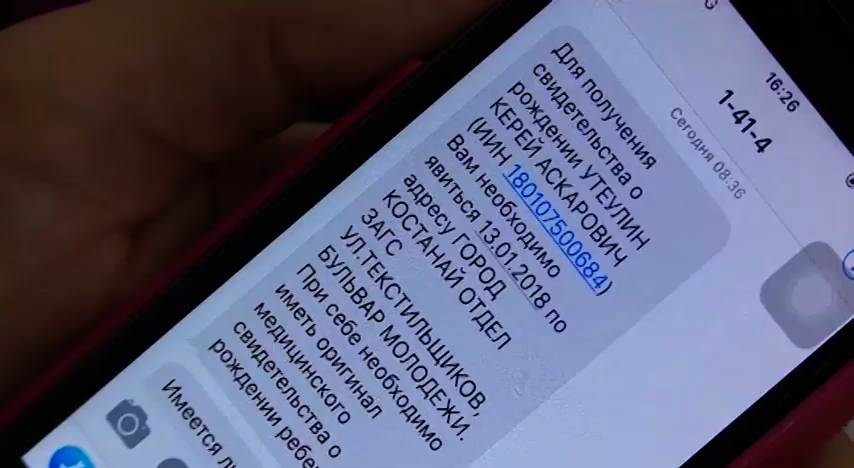 16:26
1-41-4
Сегодня 08:36
Для получения
свидетельства о
рождении УТЕУЛИН
КЕРЕЙ АСКАРОВИЧ
(ИИН 180107500684)
Вам необходимо
явиться 13.01.2018 по
адресу ГОРОД
КОСТАНАЙ ОТДЕЛ
ЗАГС
УЛ.ТЕКСТИЛЬЩИКОВ,
БУЛЬВАР МОЛОДЕЖИ.
При себе необходимо
иметь оригинал
медицинского
свидетельства о
рождении
Имеется